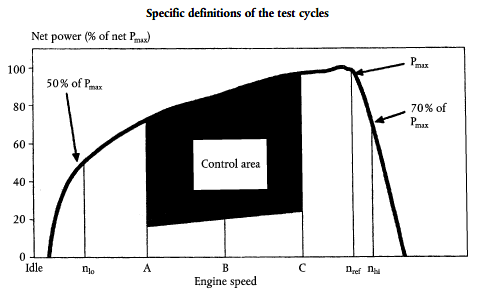 Specific definitions of the test cycles
Net power (% of net Pmax)
Pmax
100
50% of Pmax
80
70% of
Pmax
60
Control area
40
20
0
Idle nlo A B C nref nhi
Engine speed